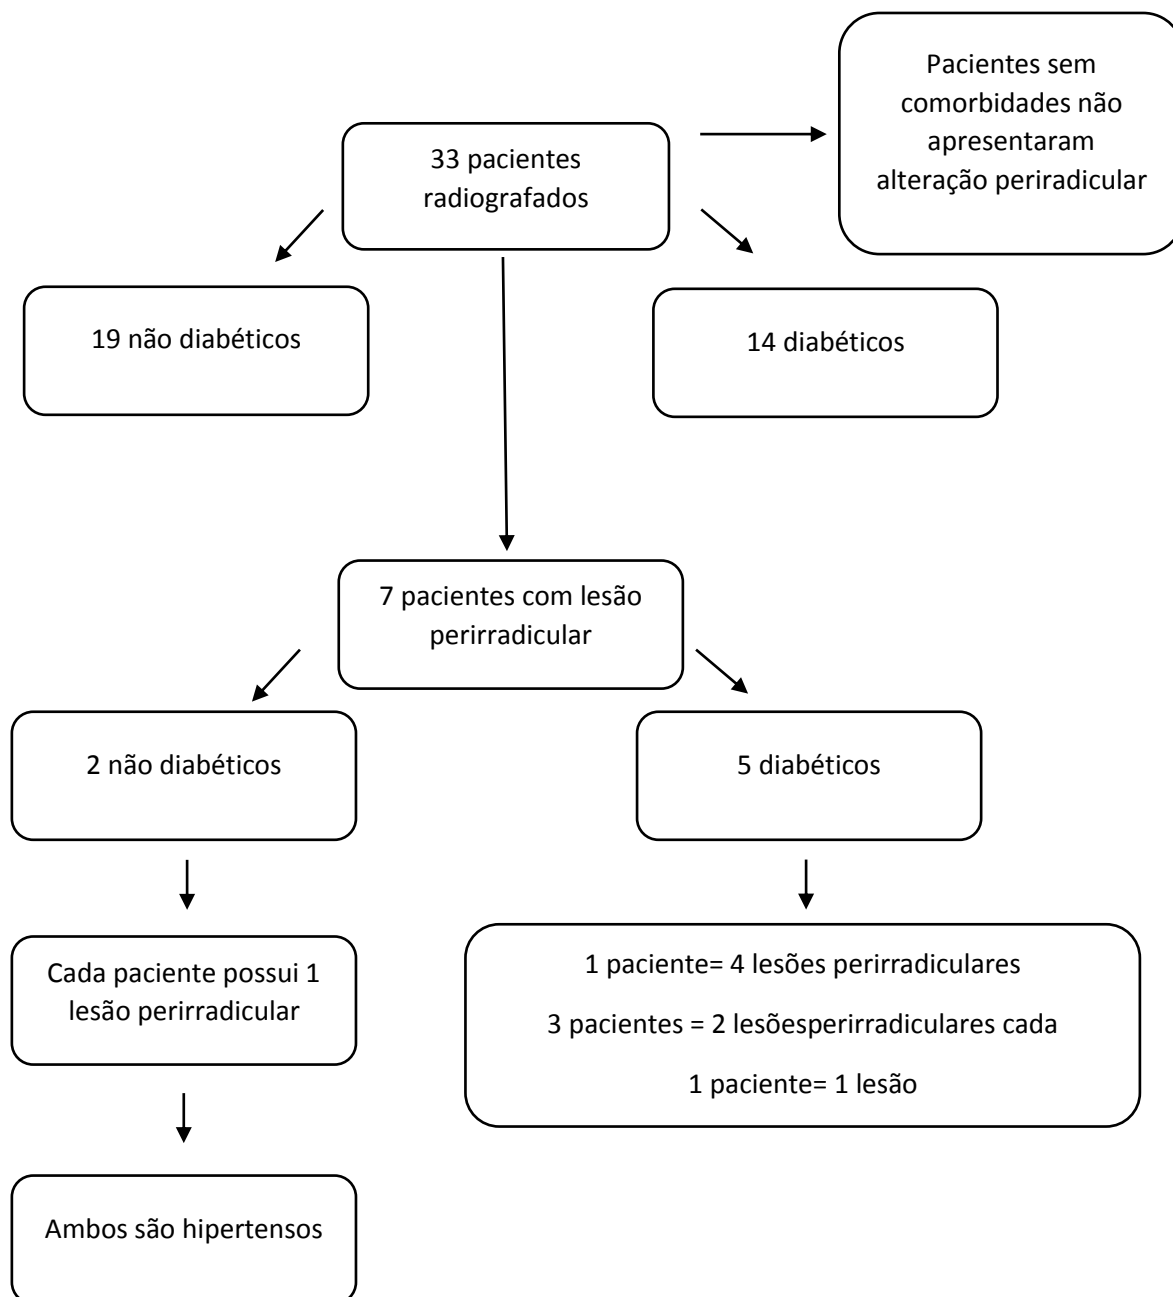 Pacientes sem
comorbidades não
apresentaram
alteração periradicular
33 pacientes
radiografados
19 não diabéticos
14 diabéticos
7 pacientes com lesão
perirradicular
2 não diabéticos
5 diabéticos
Cada paciente possui 1
lesão perirradicular
1 paciente= 4 lesões perirradiculares
3 pacientes = 2 lesõesperirradiculares cada
1 paciente= 1 lesão
Ambos são hipertensos